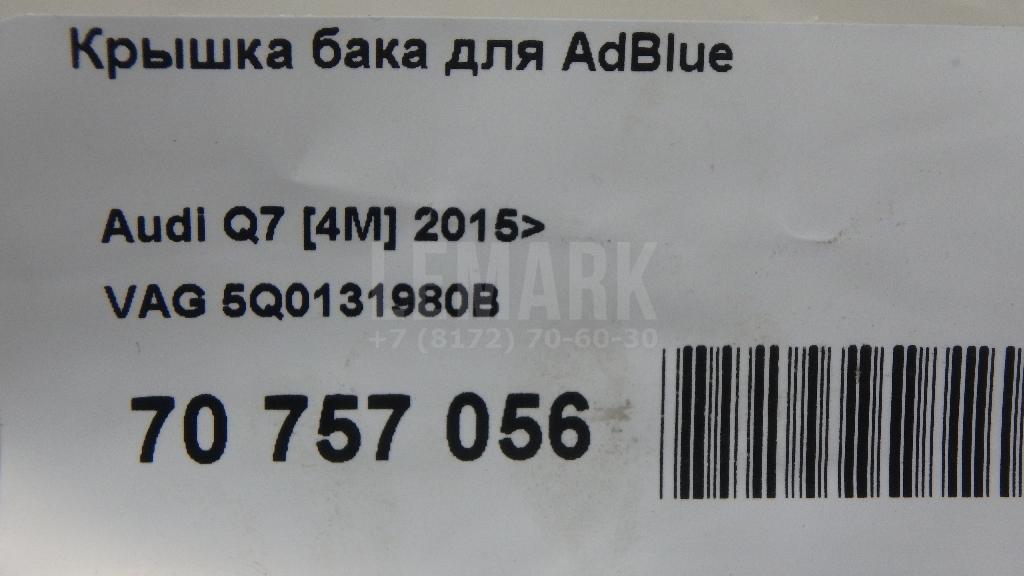 Крышка бака для AdBlue
Audi Q7 [4M] 2015>
LEMARK
VAG 5Q0131980B
+7 (8172) 70-60-30
70 757 056